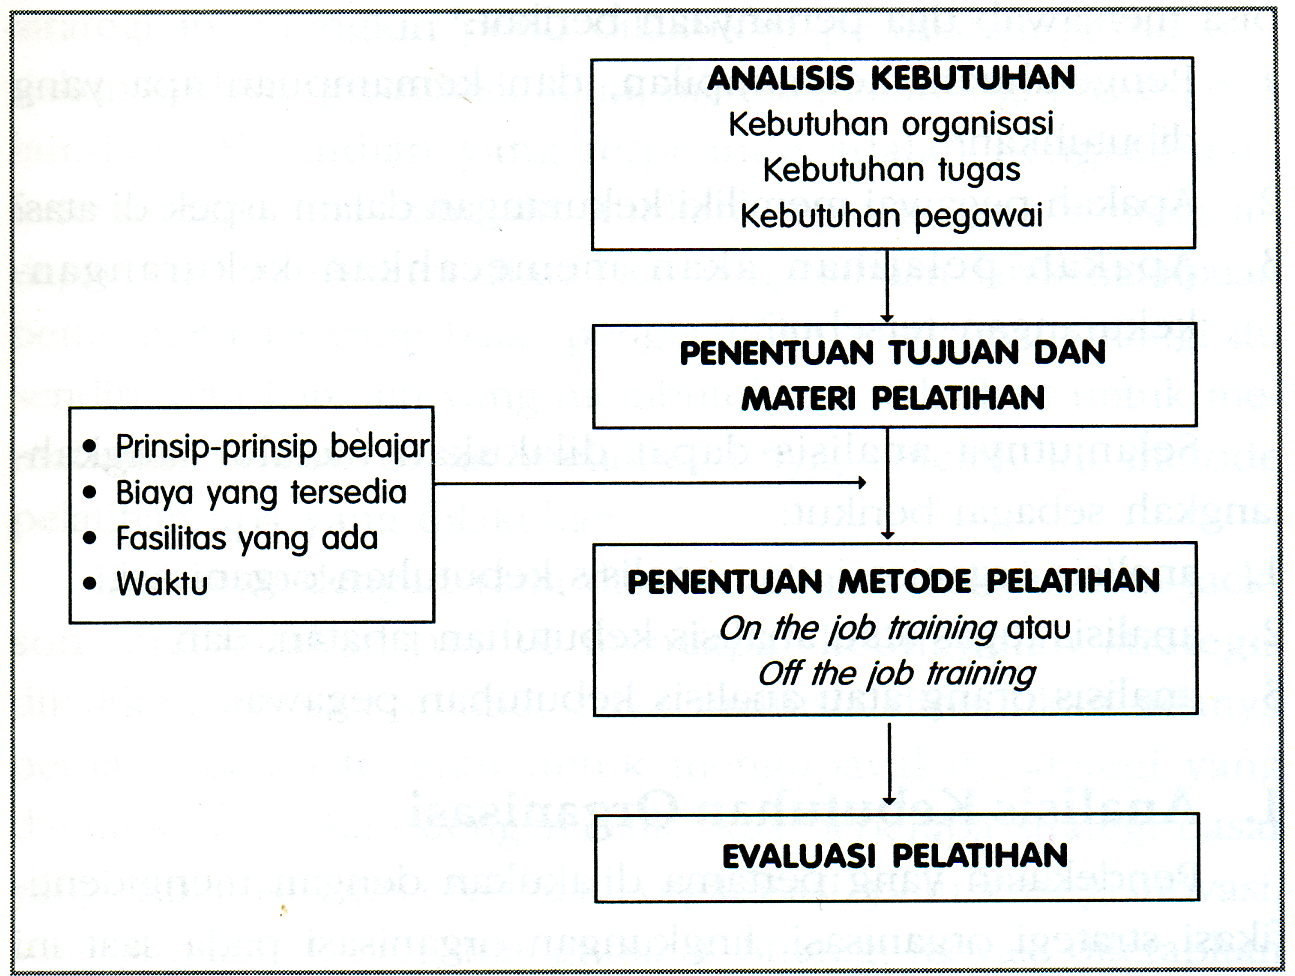 ANALISIS KEBUTUHAN
Kebutuhan organisasi
Kebutuhan tugas
Kebutuhan pegawai
PENENTUAN TUJUAN DAN
MATERI PELATIHAN
• Prinsip-prinsip belajar
• Biaya yang tersedia
• Fasilitas yang ada
• Waktu
PENENTUAN METODE PELATIHAN
On the job training atau
Off the job training
EVALUASI PELATIHAN